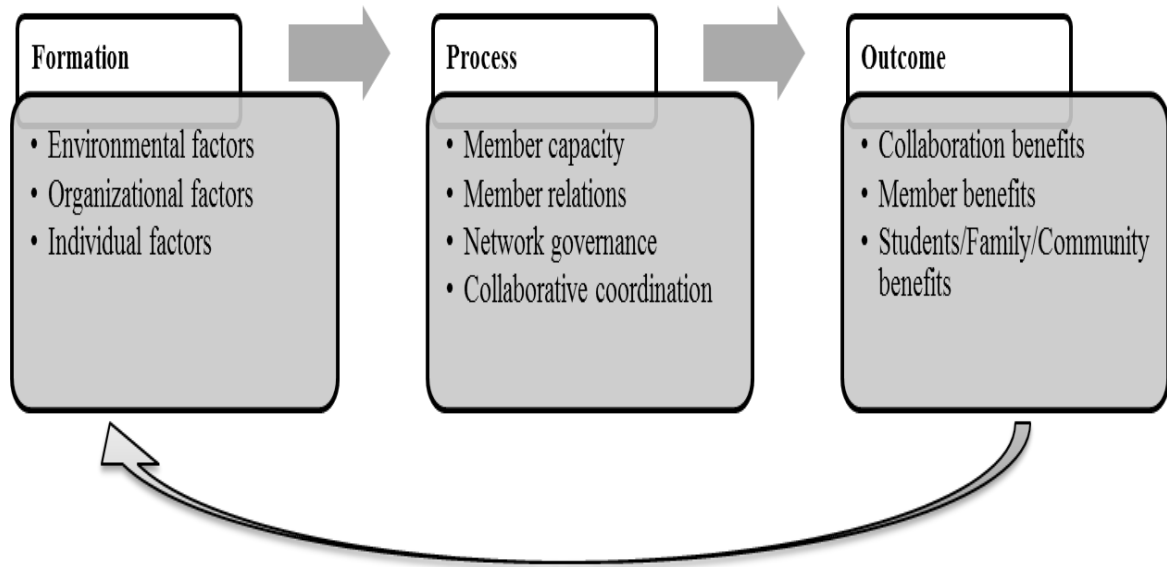 Formation
• Environmental factors
• Organizational factors
• Individual factors
Process
• Member capacity
• Member relations
• Network governance
• Collaborative coordination
Outcome
• Collaboration benefits
• Member benefits
• Students/Family/Community
benefits